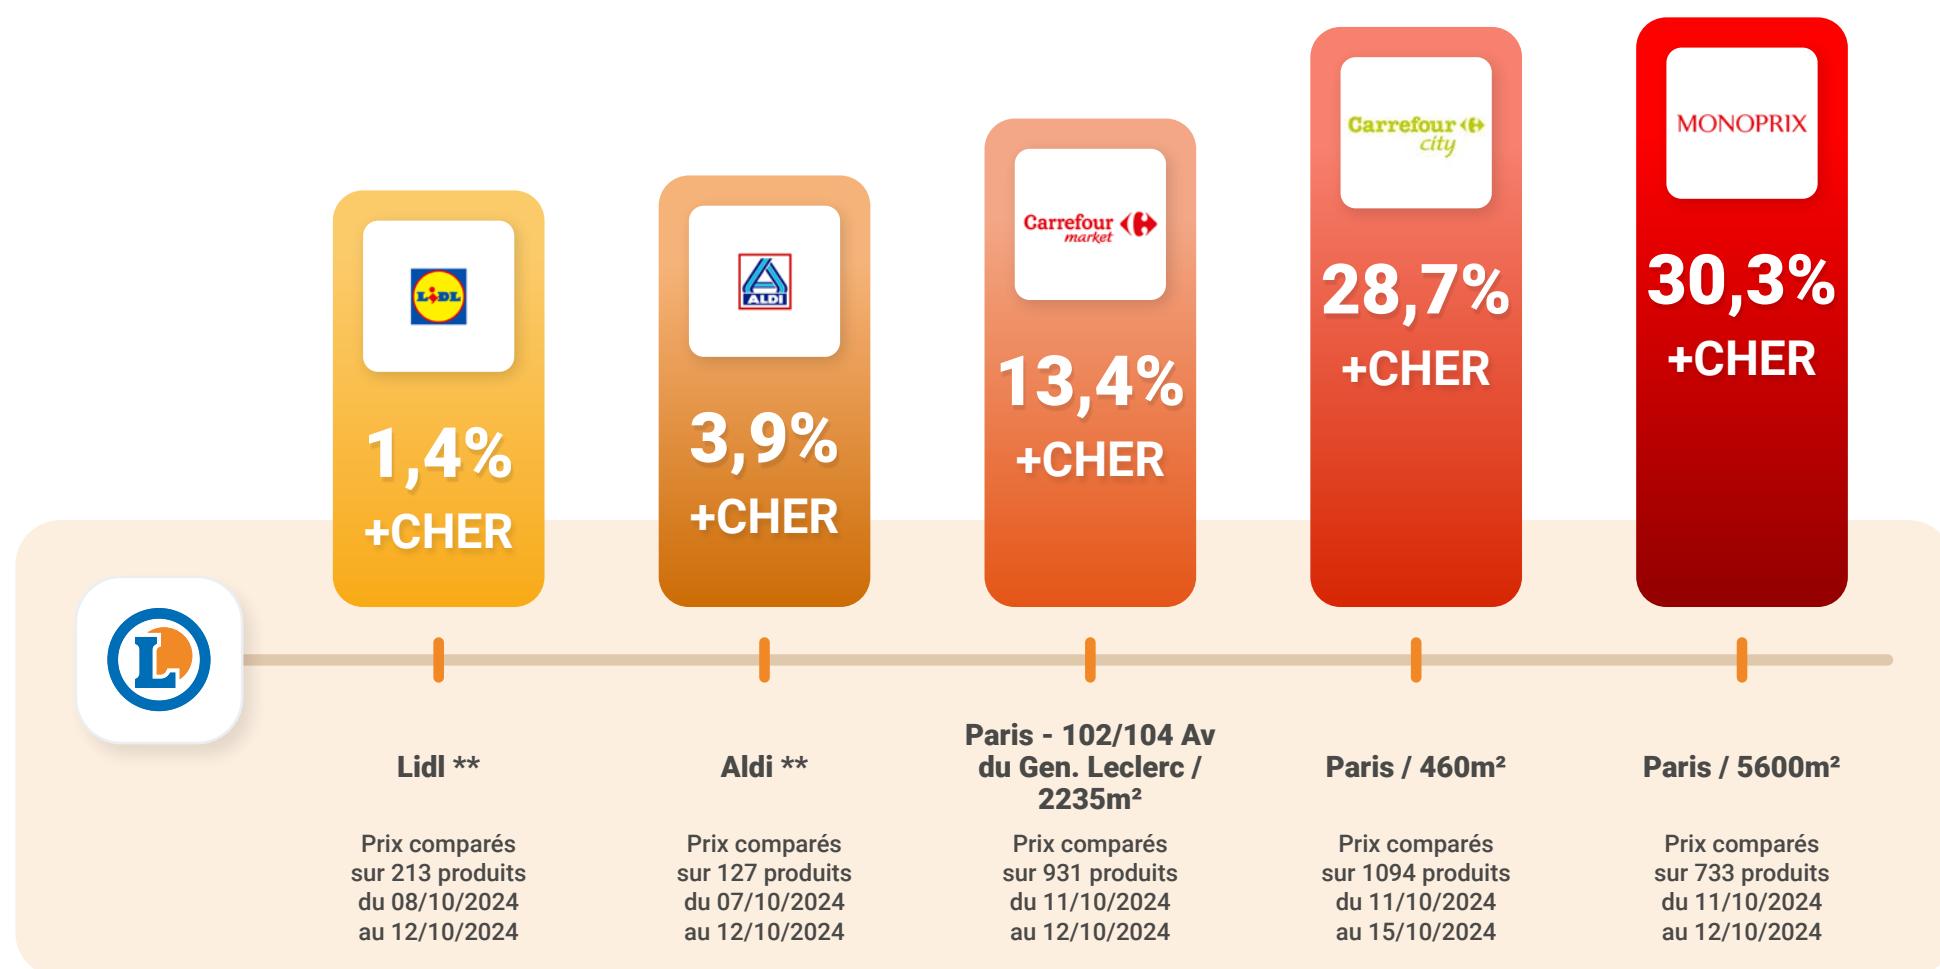 LIDL
1,4%
+CHER
ALDI
3,9%
+CHER
Carrefour
market
13,4%
+CHER
Carrefour
city
28,7%
+CHER
MONOPRIX
30,3%
+CHER
L
Lidl **
Prix comparés
sur 213 produits
du 08/10/2024
au 12/10/2024
Aldi **
Prix comparés
sur 127 produits
du 07/10/2024
au 12/10/2024
Paris - 102/104 Av
du Gen. Leclerc /
2235m²
Prix comparés
sur 931 produits
du 11/10/2024
au 12/10/2024
Paris / 460m²
Prix comparés
sur 1094 produits
du 11/10/2024
au 15/10/2024
Paris / 5600m²
Prix comparés
sur 733 produits
du 11/10/2024
au 12/10/2024